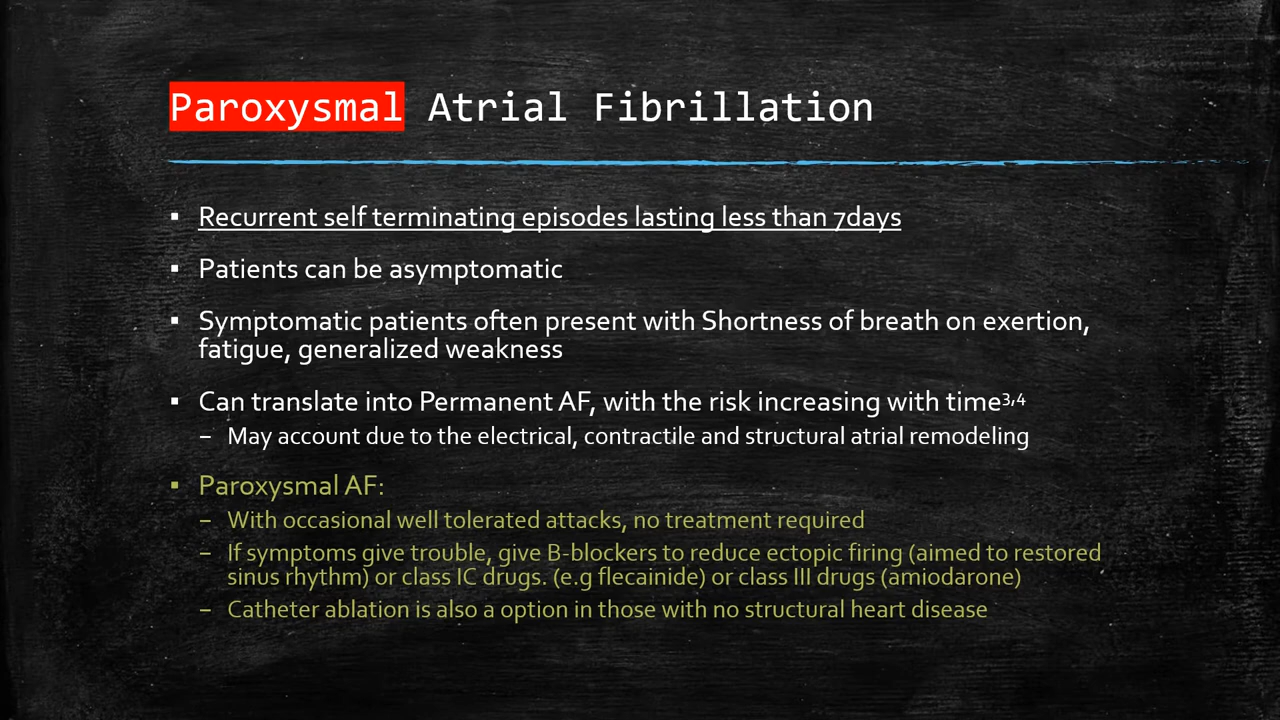 Paroxysmal Atrial Fibrillation
▪ Recurrent self terminating episodes lasting less than 7days
▪ Patients can be asymptomatic
▪ Symptomatic patients often present with Shortness of breath on exertion,
fatigue, generalized weakness
▪ Can translate into Permanent AF, with the risk increasing with time3,4
– May account due to the electrical, contractile and structural atrial remodeling
▪ Paroxysmal AF:
– With occasional well tolerated attacks, no treatment required
– If symptoms give trouble, give B-blockers to reduce ectopic firing (aimed to restored
sinus rhythm) or class IC drugs. (e.g flecainide) or class III drugs (amiodarone)
– Catheter ablation is also a option in those with no structural heart disease